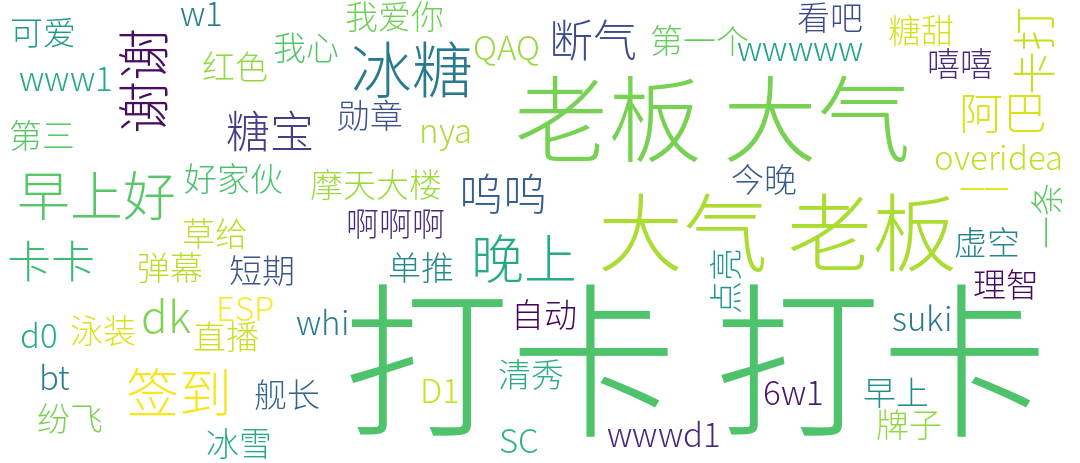 w1
我爱你
看吧
可爱
谢谢
我心
冰糖
QAQ
断气
第一个
wwwww
糖甜
卡打
www1
红色
嘻嘻
老板 大气
第三
糖宝
勋章
nya
阿巴
overidea
早上好
好家伙
摩天大楼
呜呜
今晚
一一
一条
草给
啊啊啊
大气 老板
卡卡
弹幕
短期
单推
晚上
点亮
虚空
理智
d0
泳装
dk
ESP
直播
whi
自动
打卡 打卡
suki
bt
签到
舰长
D1
清秀
6w1
早上
纷飞
冰雪
SC
wwwd1
牌子